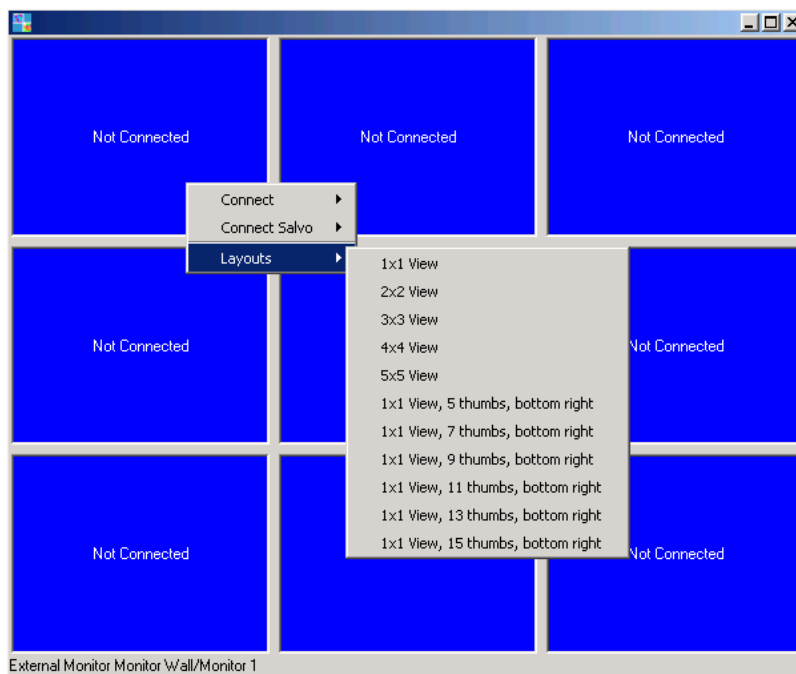 Not Connected
Not Connected
Not Connected
Connect
Connect Salvo
Layouts
1x1 View
2x2 View
3x3 View
4x4 View
5x5 View
1x1 View, 5 thumbs, bottom right
1x1 View, 7 thumbs, bottom right
1x1 View, 9 thumbs, bottom right
1x1 View, 11 thumbs, bottom right
1x1 View, 13 thumbs, bottom right
1x1 View, 15 thumbs, bottom right
Not Connected
Not Connected
Not Connected
Not Connected
External Monitor Monitor Wall/Monitor 1